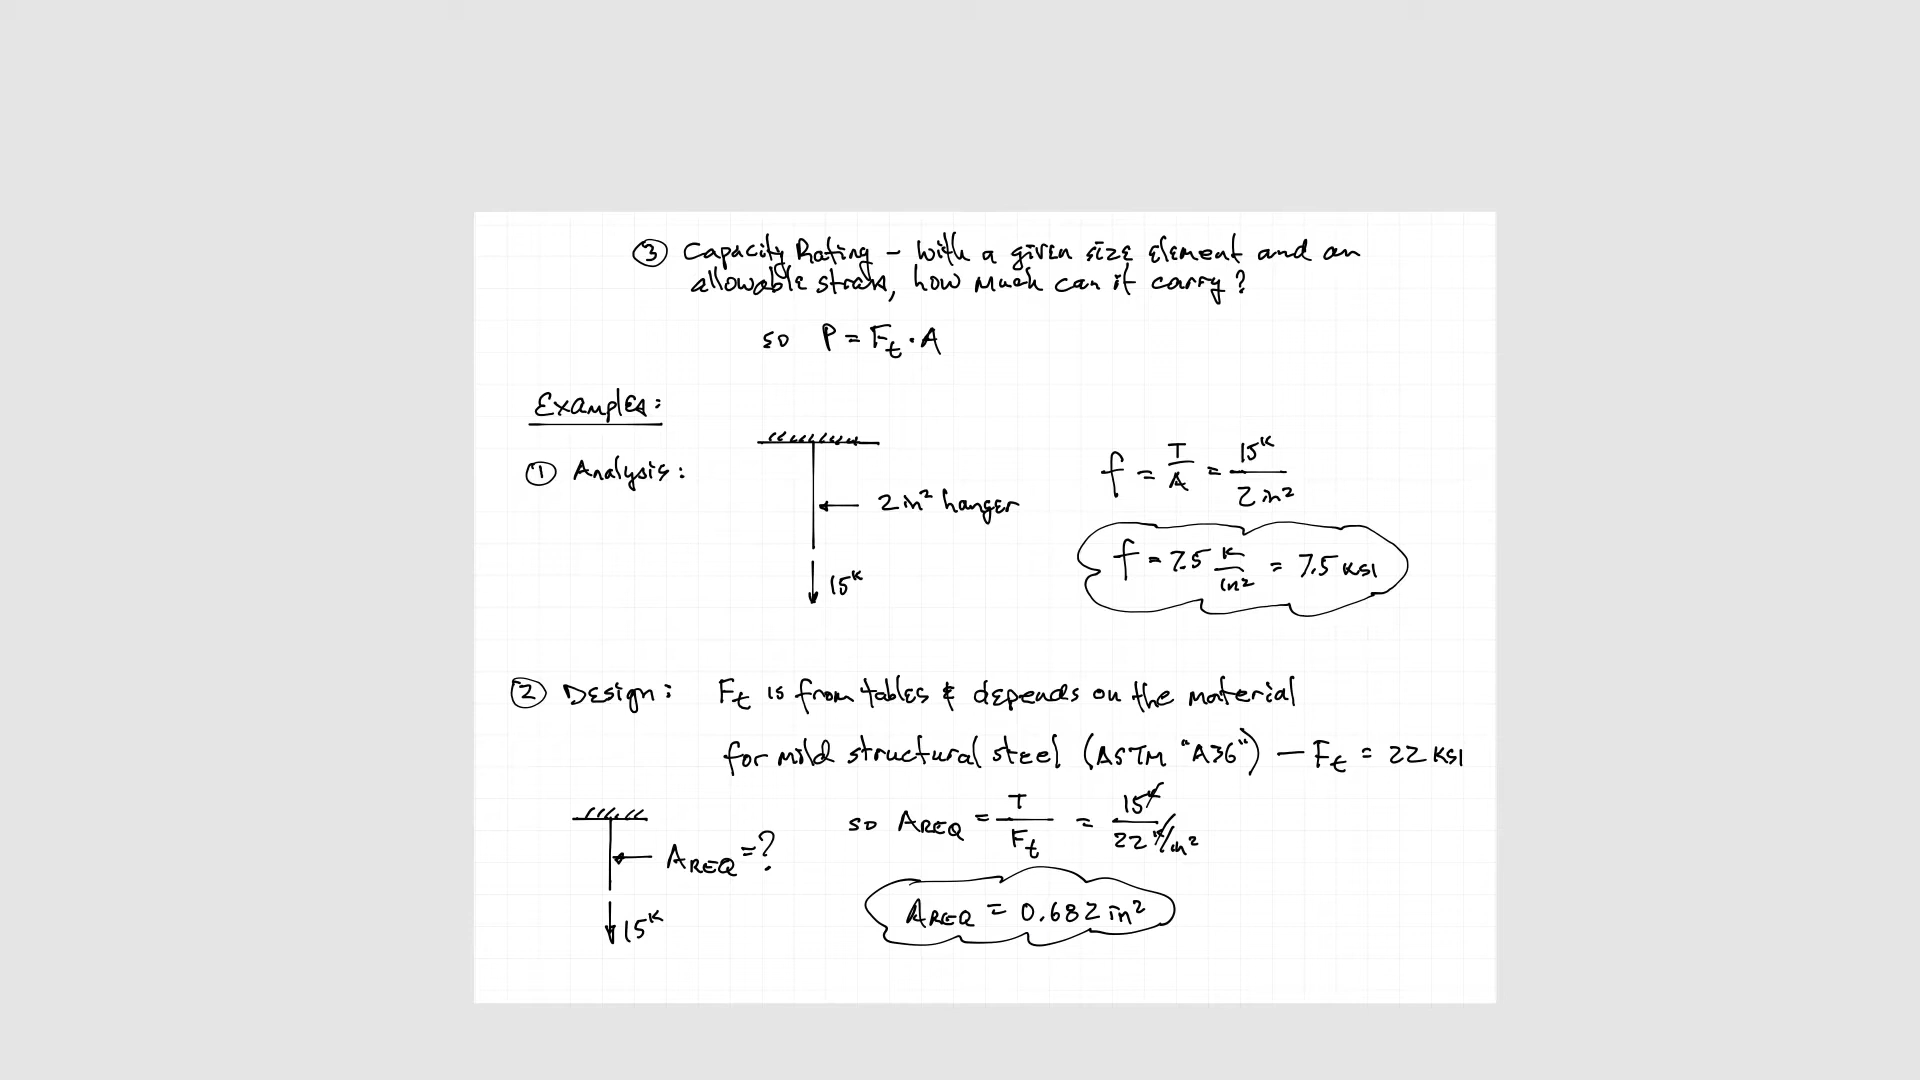 ③ Capacity Rating - with a given size element and an
allowable stress, how much can it carry?
so P = Ft · A
Examples:
① Analysis:
2 in² hanger
15ᴷ
f = T/A = 15ᴷ/2 in²
f = 7.5 K/in² = 7.5 KSI
② Design: Ft is from tables & depends on the material
for mild structural steel (ASTM "A36") — Ft = 22 KSI
AREQ = ?
15ᴷ
so AREQ = T/Ft = 15ᴷ/22 ᴷ/in²
AREQ = 0.682 in²